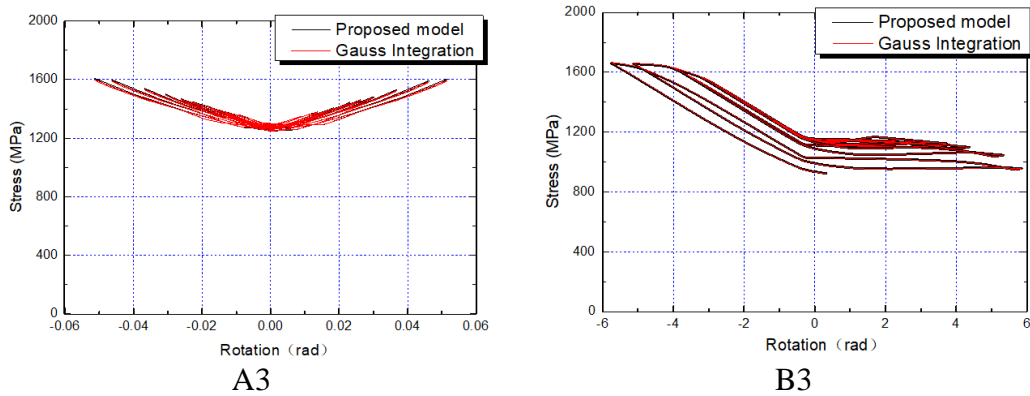 2000
1600
1200
800
400
0
Stress (MPa)
Proposed model
Gauss Integration
-0.06 -0.04 -0.02 0.00 0.02 0.04 0.06
Rotation（rad）
A3
2000
1600
1200
800
400
0
Stress (MPa)
Proposed model
Gauss Integration
-6 -4 -2 0 2 4 6
Rotation（rad）
B3